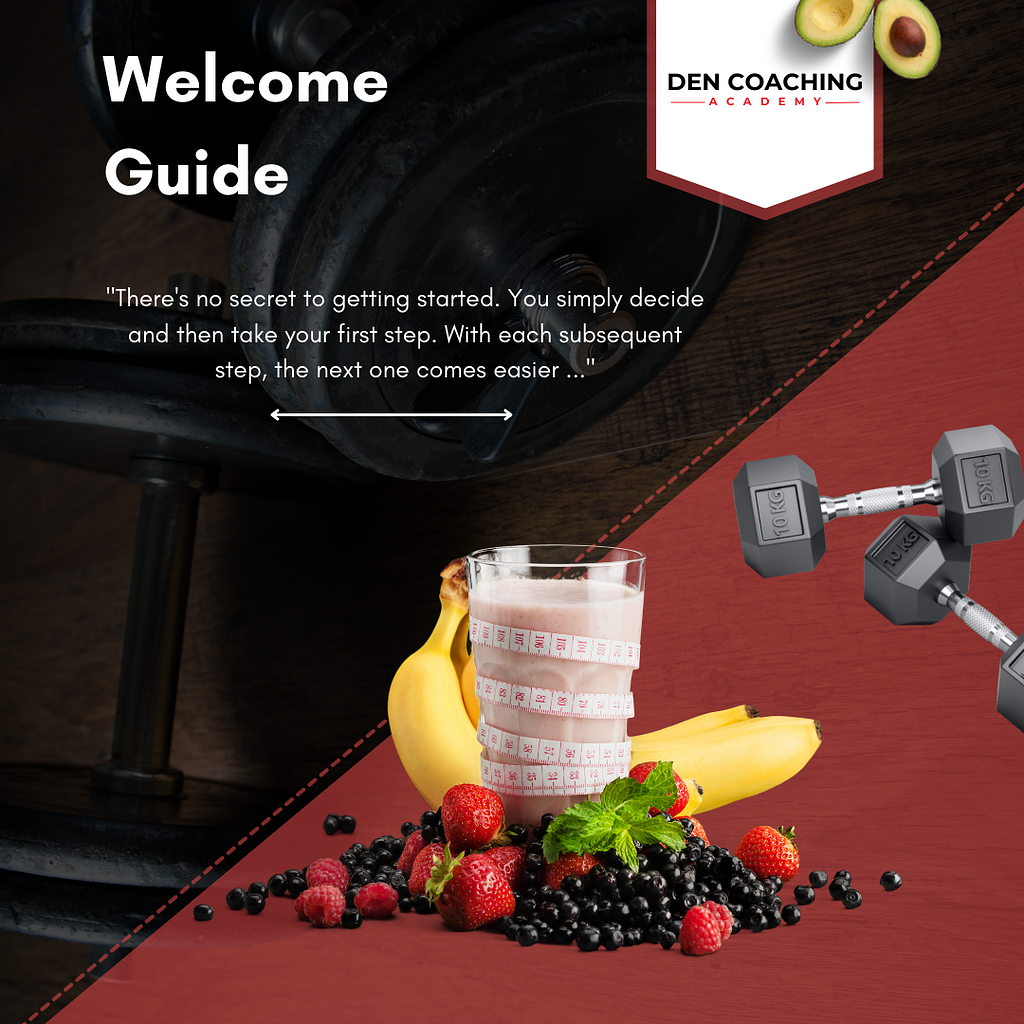 Welcome
Guide
DEN COACHING
ACADEMY
"There's no secret to getting started. You simply decide
and then take your first step. With each subsequent
step, the next one comes easier ..."
10 KG
10 KG
10 KG